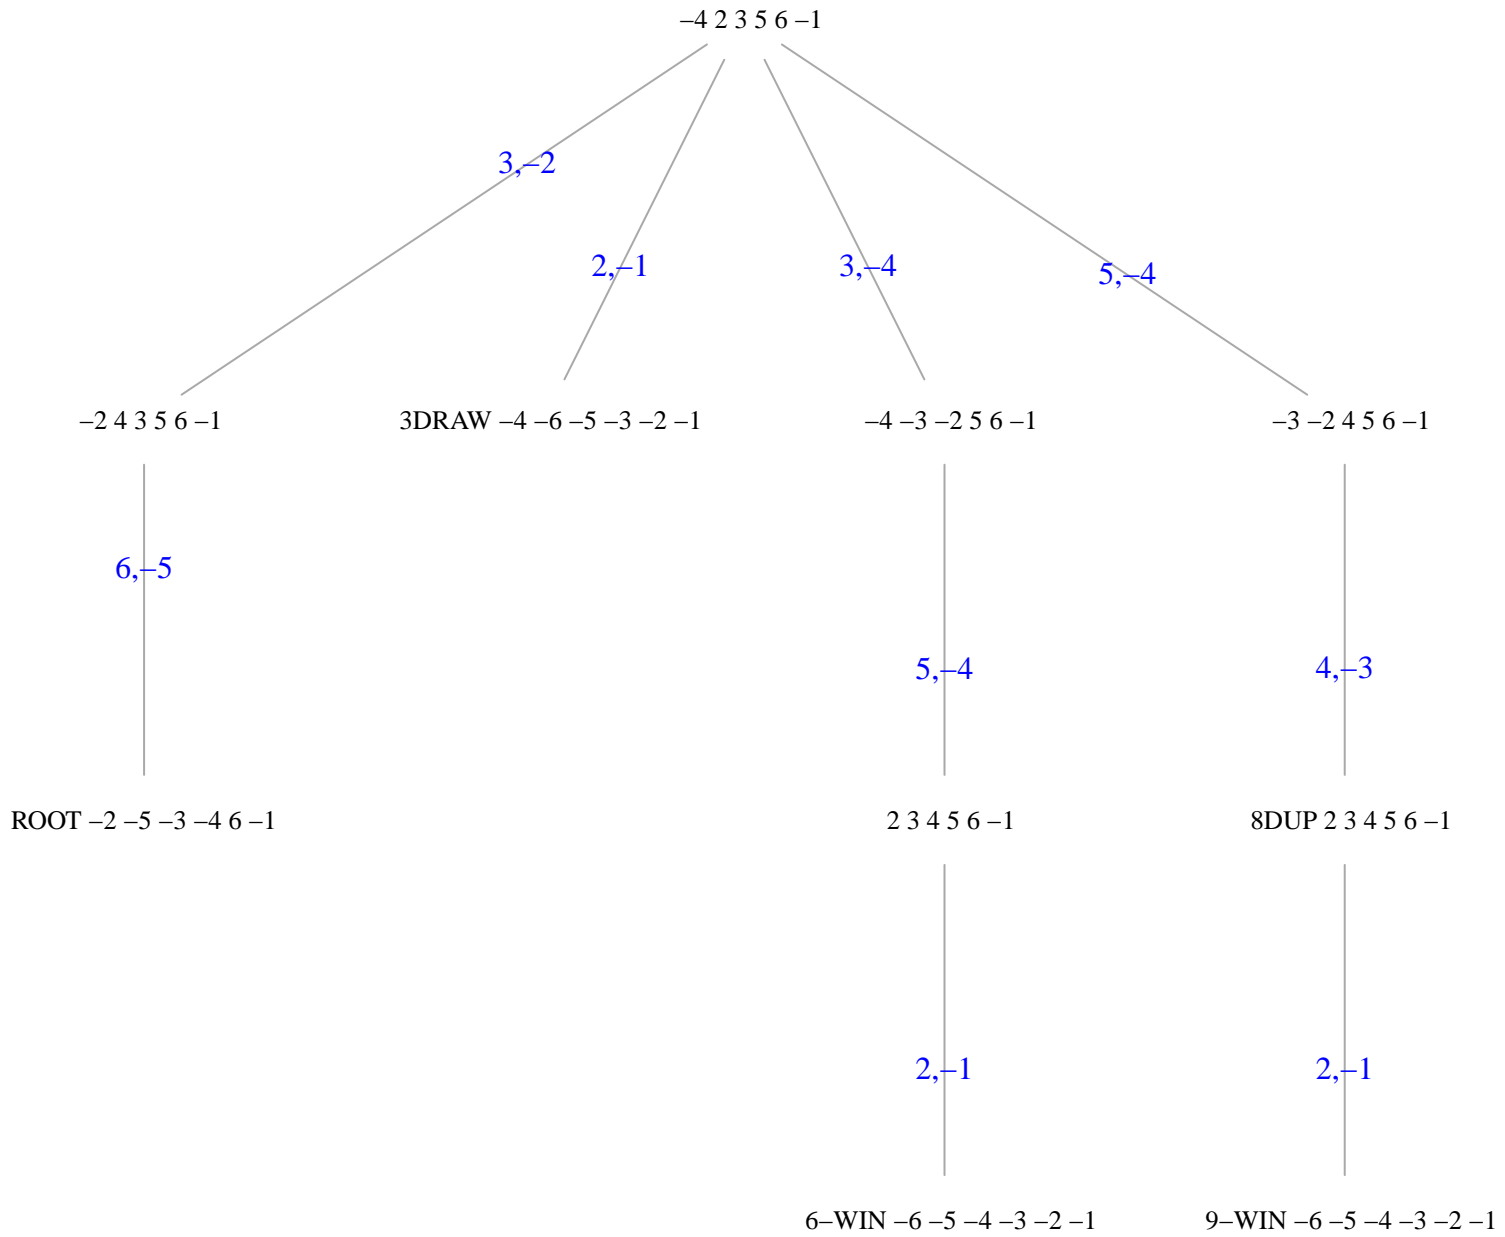 –4 2 3 5 6 –1
3,–2
2,–1
3,–4
5,–4
–2 4 3 5 6 –1
3DRAW –4 –6 –5 –3 –2 –1
–4 –3 –2 5 6 –1
–3 –2 4 5 6 –1
6,–5
5,–4
4,–3
ROOT –2 –5 –3 –4 6 –1
2 3 4 5 6 –1
8DUP 2 3 4 5 6 –1
2,–1
2,–1
6–WIN –6 –5 –4 –3 –2 –1
9–WIN –6 –5 –4 –3 –2 –1